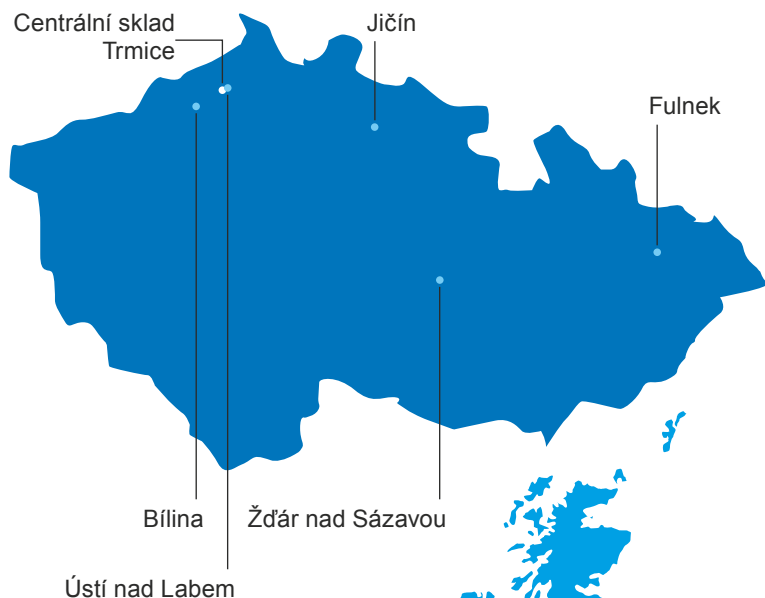 Centrální sklad
Trmice
Jičín
Fulnek
Bílina
Žďár nad Sázavou
Ústí nad Labem